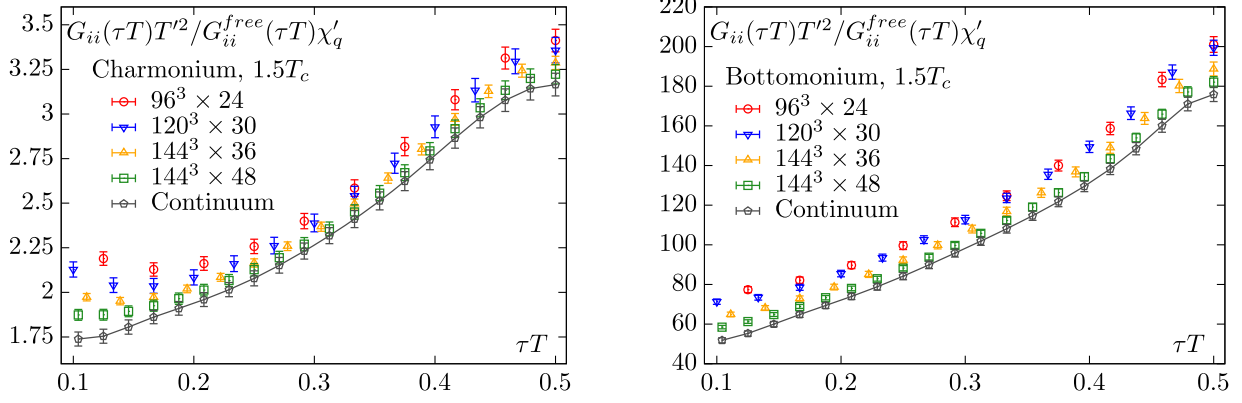 G_{ii}(τT)T'^2/G_{ii}^{free}(τT)χ'_q
Charmonium, 1.5T_c
96^3 × 24
120^3 × 30
144^3 × 36
144^3 × 48
Continuum
3.5
3.25
3
2.75
2.5
2.25
2
1.75
τT
0.1 0.2 0.3 0.4 0.5
G_{ii}(τT)T'^2/G_{ii}^{free}(τT)χ'_q
Bottomonium, 1.5T_c
96^3 × 24
120^3 × 30
144^3 × 36
144^3 × 48
Continuum
220
200
180
160
140
120
100
80
60
40
τT
0.1 0.2 0.3 0.4 0.5